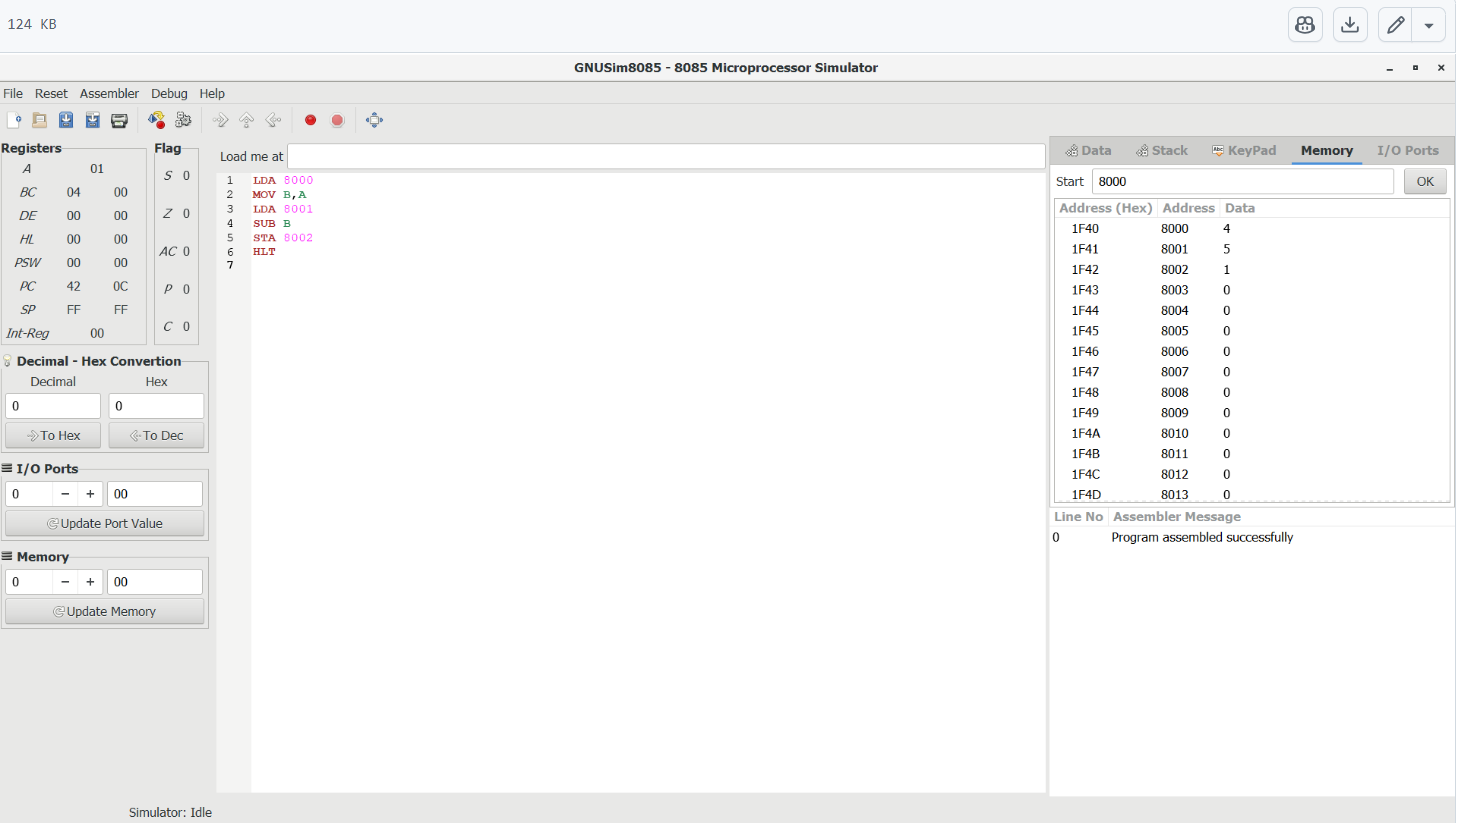 124 KB
GNUSim8085 - 8085 Microprocessor Simulator
File Reset Assembler Debug Help
Registers
A 01
BC 04 00
DE 00 00
HL 00 00
PSW 00 00
PC 42 0C
SP FF FF
Int-Reg 00
Flag
S 0
Z 0
AC 0
P 0
C 0
Decimal - Hex Convertion
Decimal Hex
0 0
To Hex To Dec
I/O Ports
0 − + 00
Update Port Value
Memory
0 − + 00
Update Memory
Load me at
1 LDA 8000
2 MOV B,A
3 LDA 8001
4 SUB B
5 STA 8002
6 HLT
7
Data Stack KeyPad Memory I/O Ports
Start 8000 OK
Address (Hex) Address Data
1F40 8000 4
1F41 8001 5
1F42 8002 1
1F43 8003 0
1F44 8004 0
1F45 8005 0
1F46 8006 0
1F47 8007 0
1F48 8008 0
1F49 8009 0
1F4A 8010 0
1F4B 8011 0
1F4C 8012 0
1F4D 8013 0
Line No Assembler Message
0 Program assembled successfully
Simulator: Idle